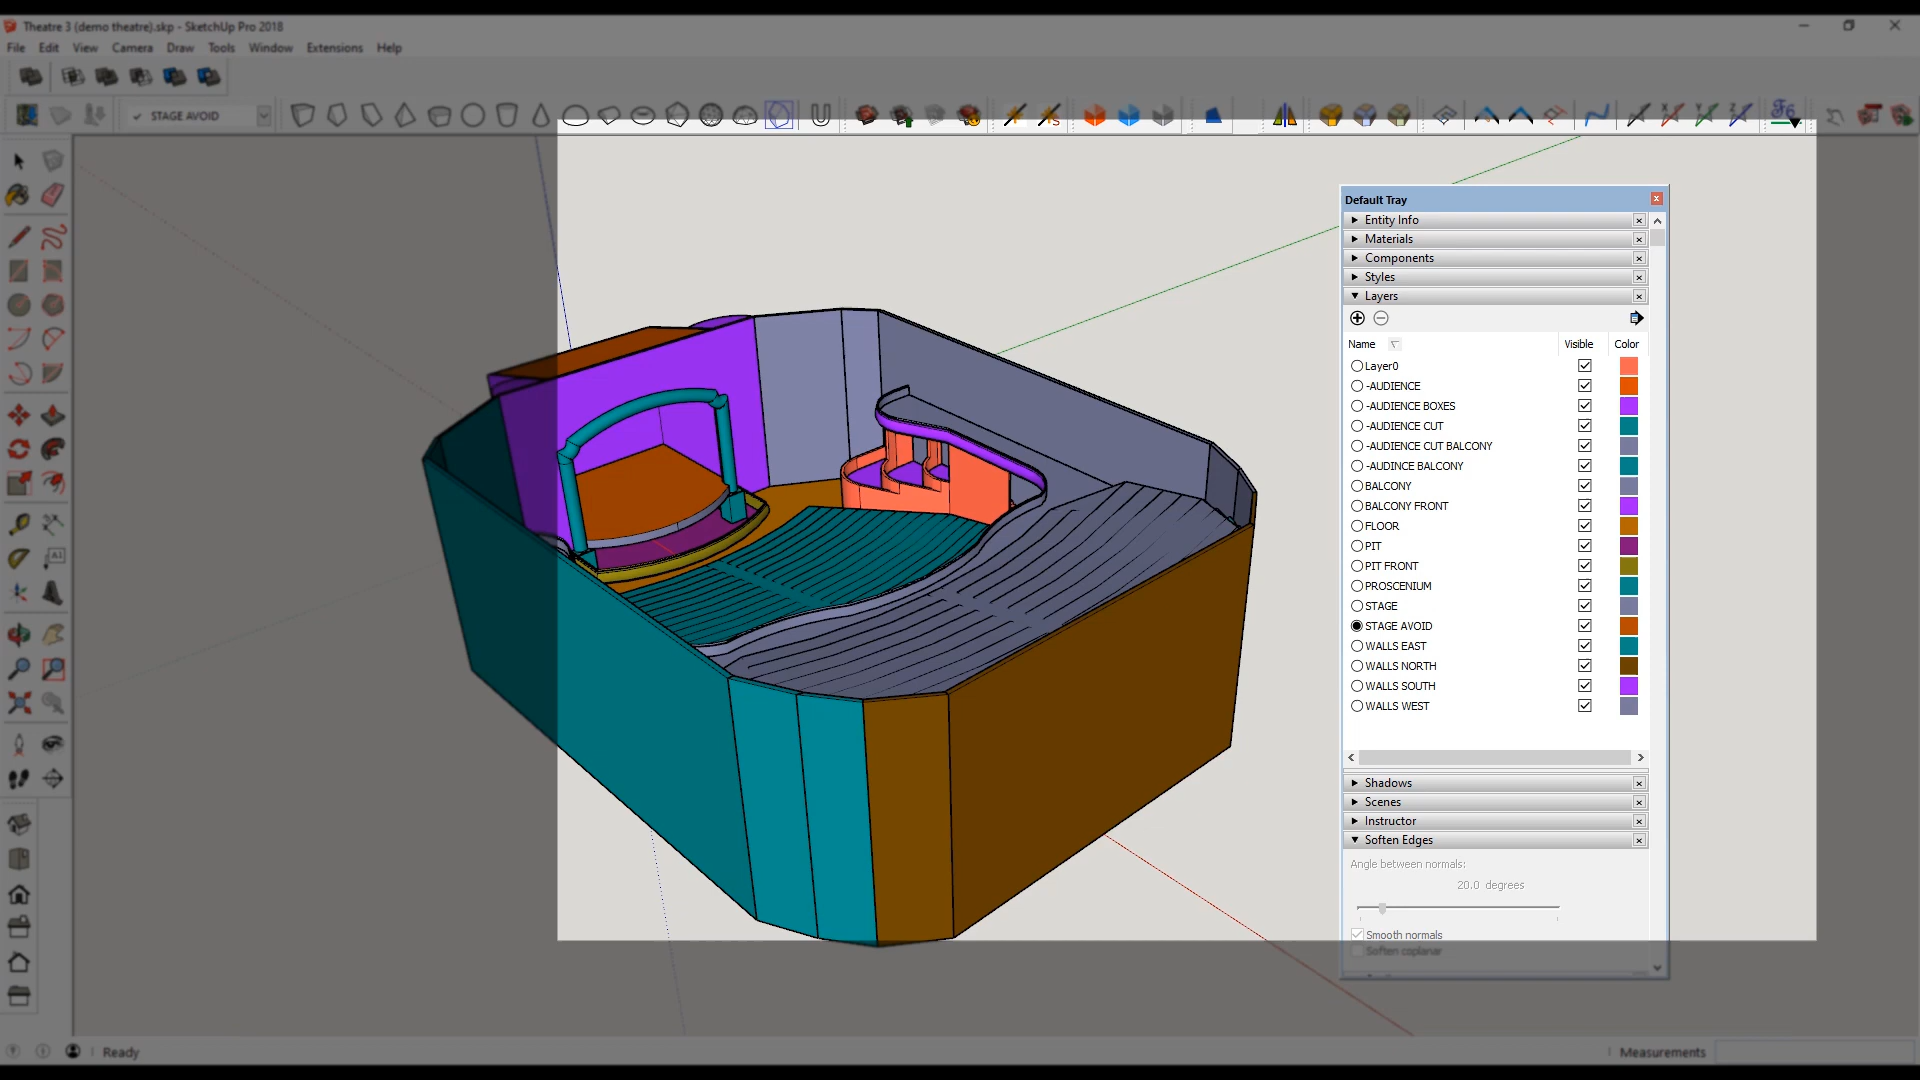 Theatre 3 (demo theatre).skp - SketchUp Pro 2018
File Edit View Camera Draw Tools Window Extensions Help
STAGE AVOID
Default Tray
Entity Info
Materials
Components
Styles
Layers
Name Visible Color
Layer0
-AUDIENCE
-AUDIENCE BOXES
-AUDIENCE CUT
-AUDIENCE CUT BALCONY
-AUDINCE BALCONY
BALCONY
BALCONY FRONT
FLOOR
PIT
PIT FRONT
PROSCENIUM
STAGE
STAGE AVOID
WALLS EAST
WALLS NORTH
WALLS SOUTH
WALLS WEST
Shadows
Scenes
Instructor
Soften Edges
Angle between normals:
20.0 degrees
Smooth normals
Soften coplanar
Ready
Measurements